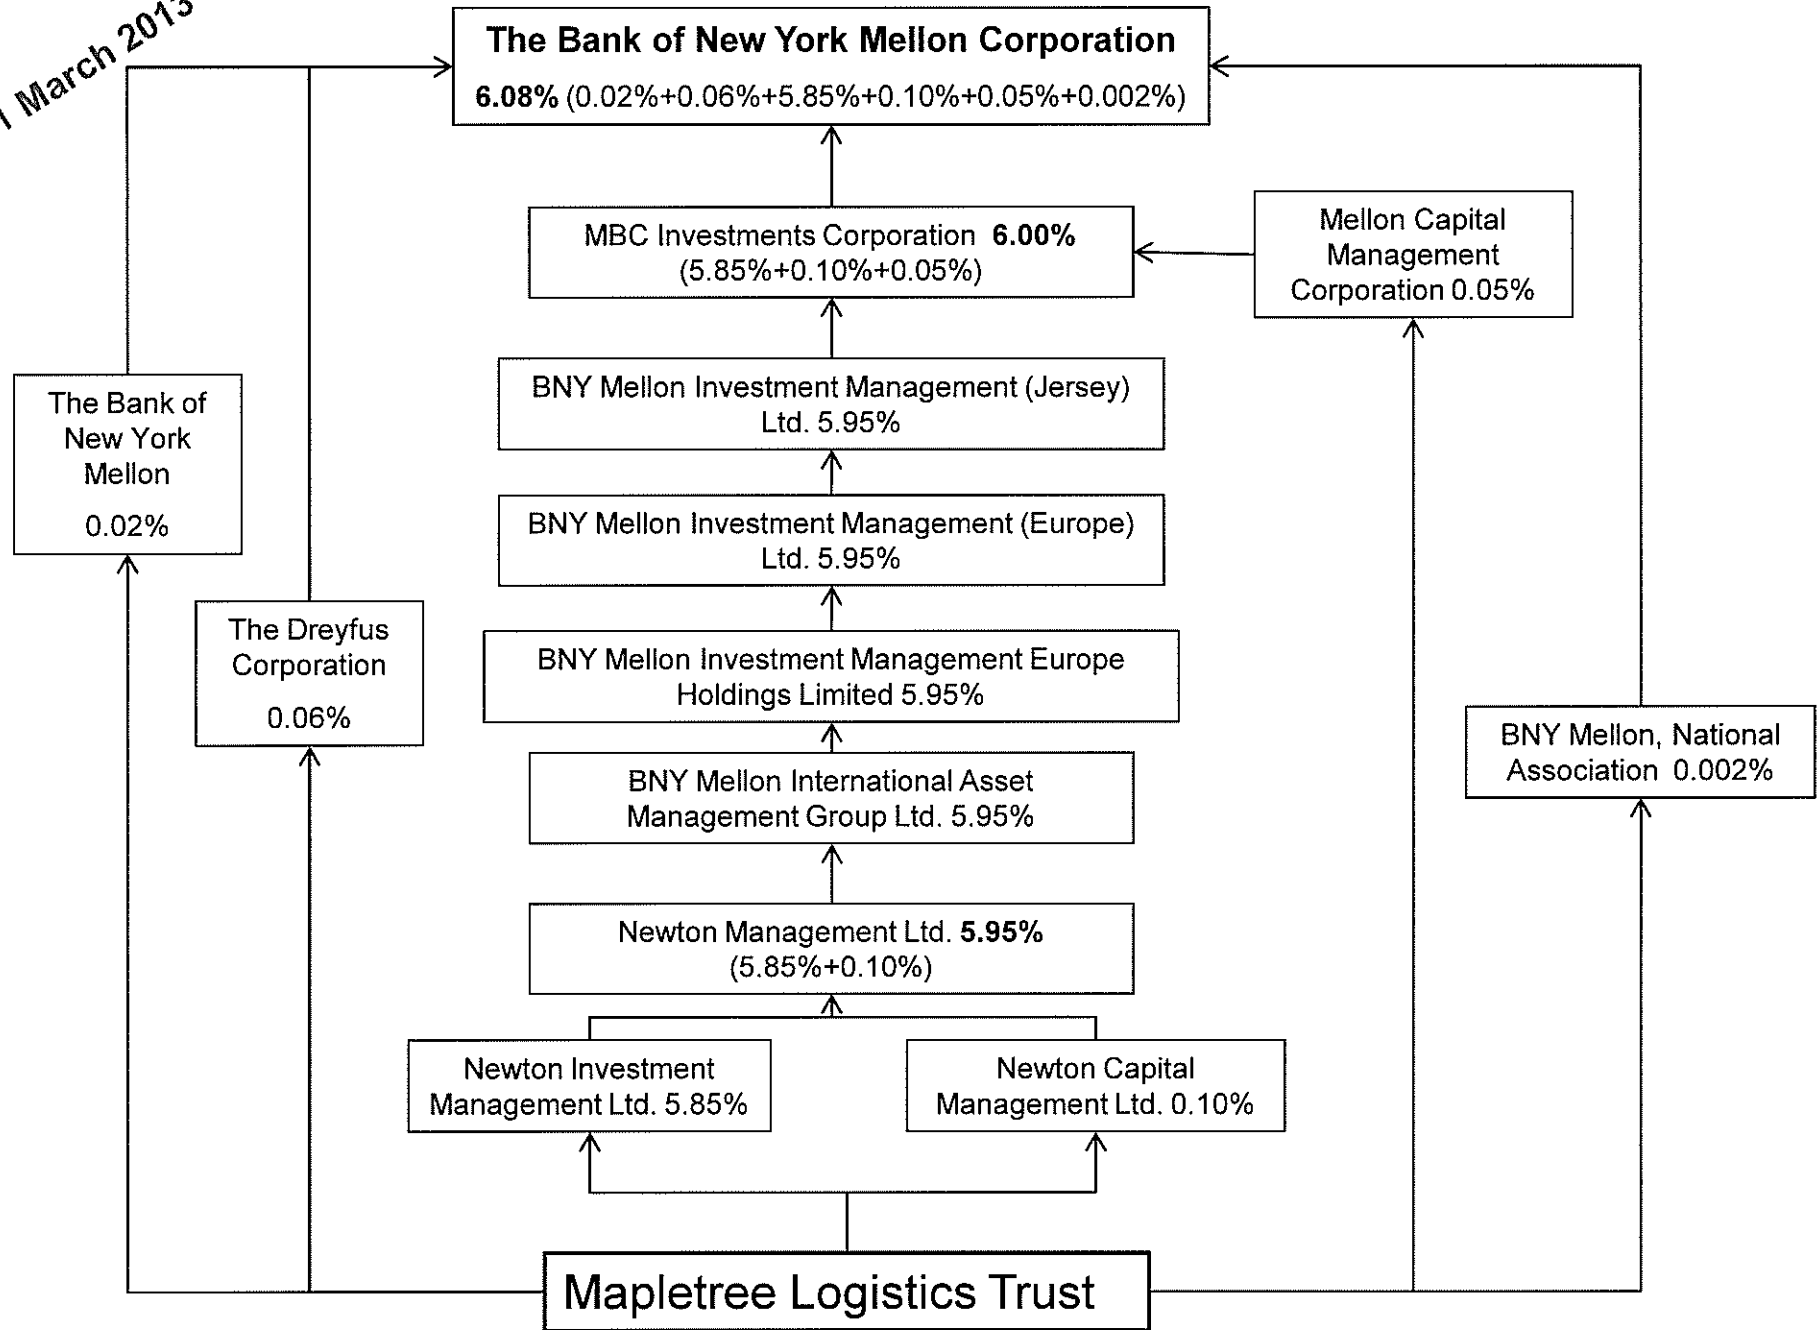 1 March 2013
The Bank of New York Mellon Corporation
6.08% (0.02%+0.06%+5.85%+0.10%+0.05%+0.002%)
MBC Investments Corporation 6.00%
(5.85%+0.10%+0.05%)
Mellon Capital
Management
Corporation 0.05%
BNY Mellon Investment Management (Jersey)
Ltd. 5.95%
The Bank of
New York
Mellon
0.02%
BNY Mellon Investment Management (Europe)
Ltd. 5.95%
The Dreyfus
Corporation
0.06%
BNY Mellon Investment Management Europe
Holdings Limited 5.95%
BNY Mellon, National
Association 0.002%
BNY Mellon International Asset
Management Group Ltd. 5.95%
Newton Management Ltd. 5.95%
(5.85%+0.10%)
Newton Investment
Management Ltd. 5.85%
Newton Capital
Management Ltd. 0.10%
Mapletree Logistics Trust